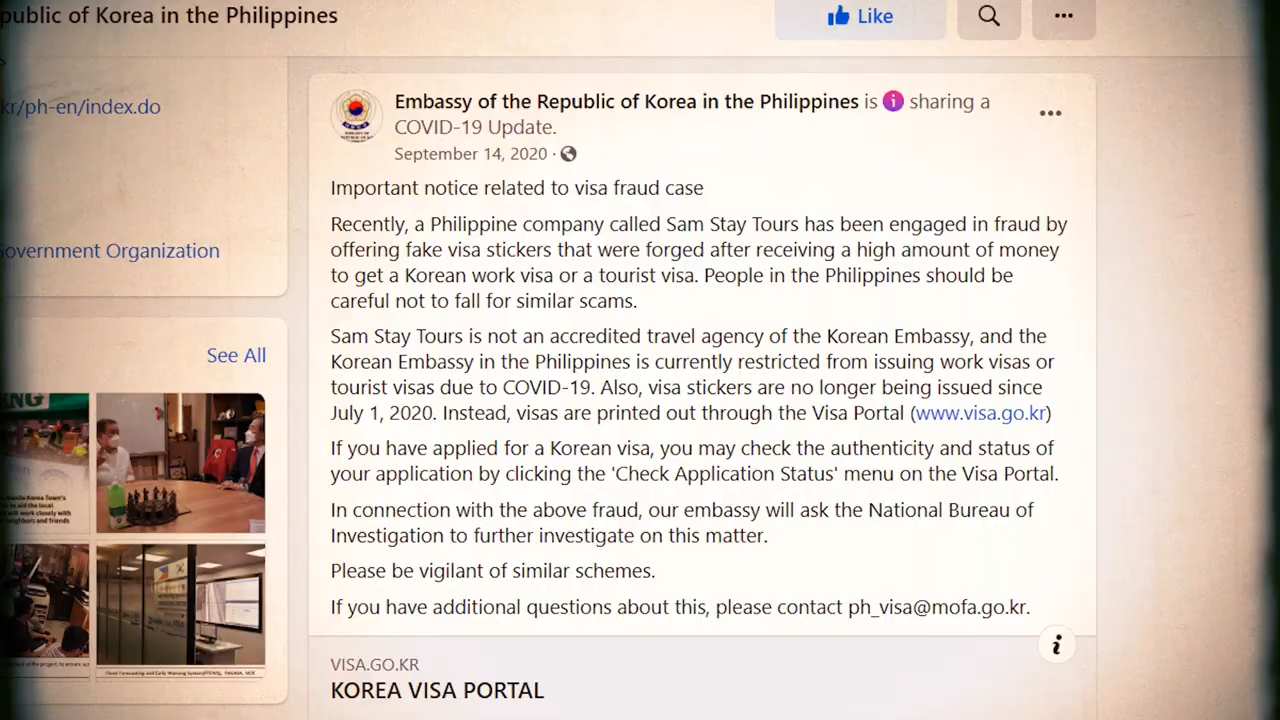 public of Korea in the Philippines
Like
kr/ph-en/index.do
Government Organization
See All
Embassy of the Republic of Korea in the Philippines is sharing a
COVID-19 Update.
September 14, 2020 ·
Important notice related to visa fraud case
Recently, a Philippine company called Sam Stay Tours has been engaged in fraud by
offering fake visa stickers that were forged after receiving a high amount of money
to get a Korean work visa or a tourist visa. People in the Philippines should be
careful not to fall for similar scams.
Sam Stay Tours is not an accredited travel agency of the Korean Embassy, and the
Korean Embassy in the Philippines is currently restricted from issuing work visas or
tourist visas due to COVID-19. Also, visa stickers are no longer being issued since
July 1, 2020. Instead, visas are printed out through the Visa Portal (www.visa.go.kr)
If you have applied for a Korean visa, you may check the authenticity and status of
your application by clicking the 'Check Application Status' menu on the Visa Portal.
In connection with the above fraud, our embassy will ask the National Bureau of
Investigation to further investigate on this matter.
Please be vigilant of similar schemes.
If you have additional questions about this, please contact ph_visa@mofa.go.kr.
VISA.GO.KR
KOREA VISA PORTAL